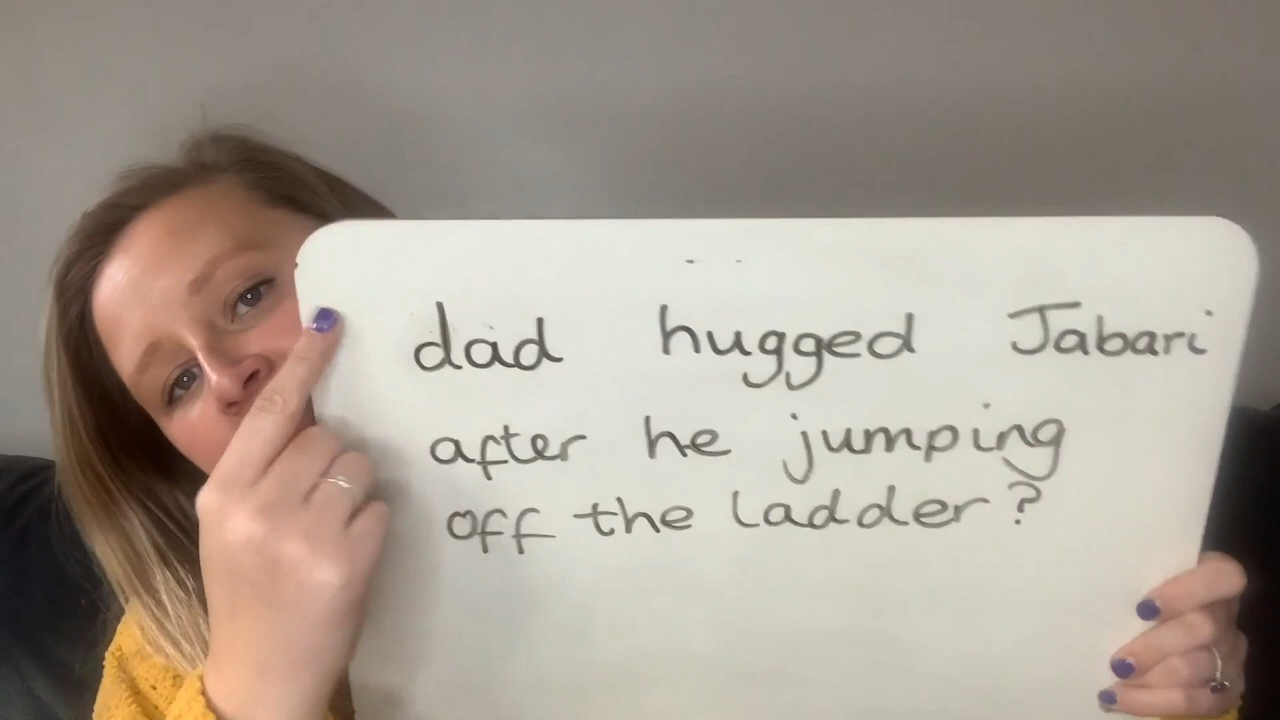 dad hugged Jabari
after he jumping
off the ladder?